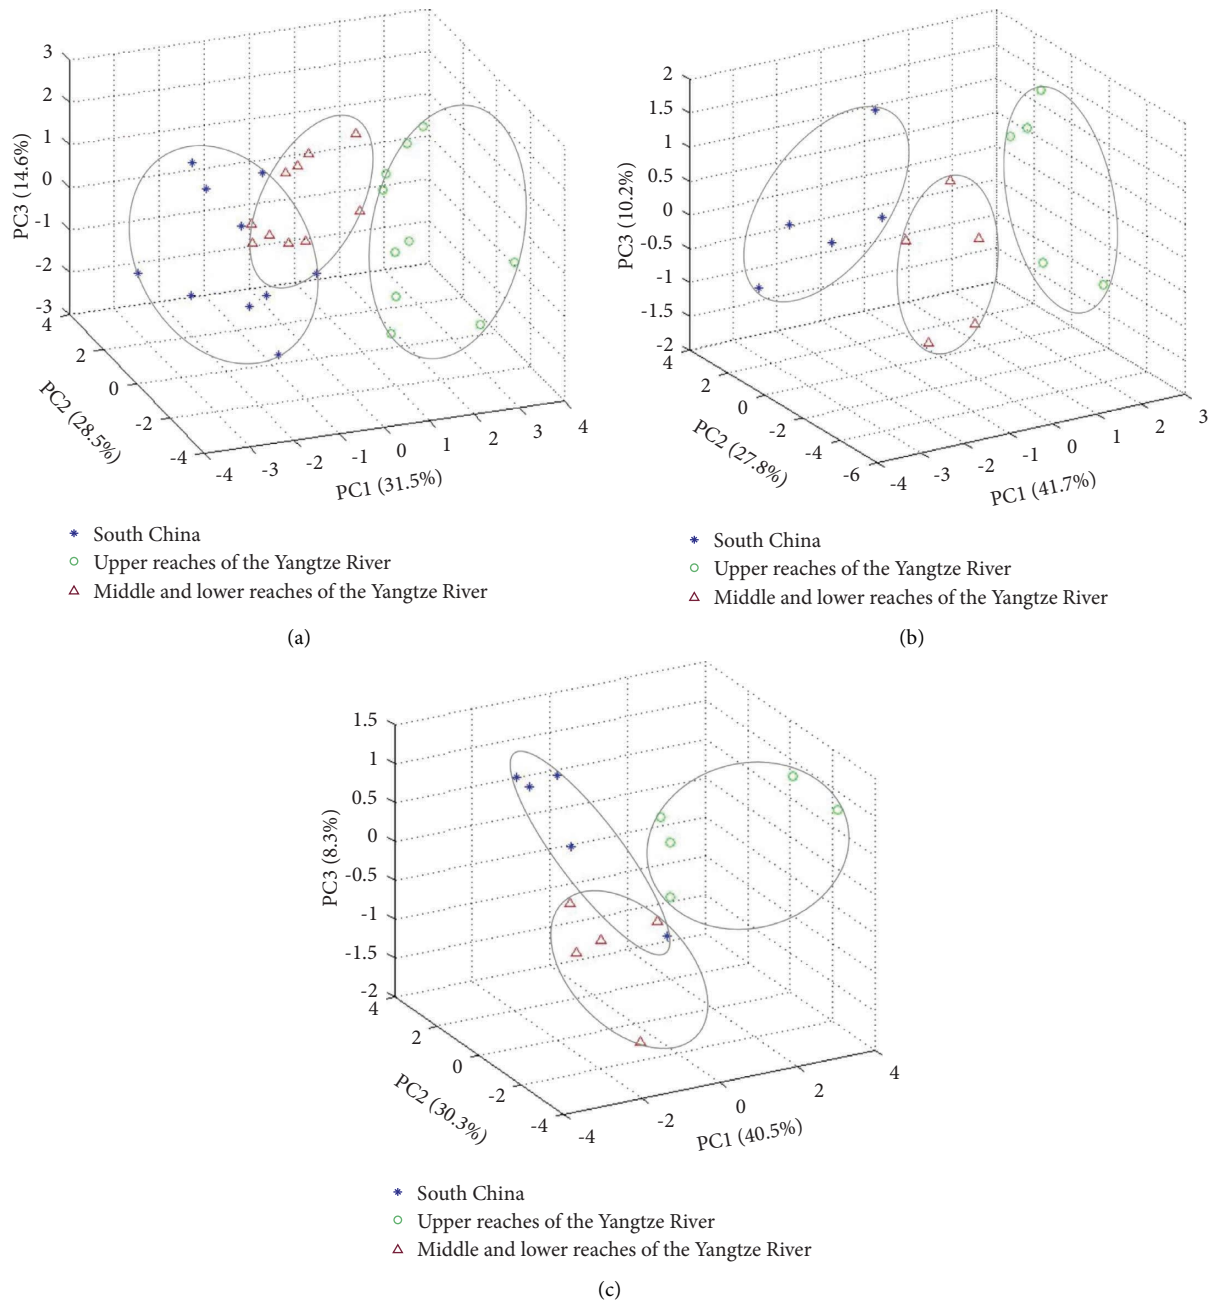 3
2
1
0
-1
-2
-3
PC3 (14.6%)
4
2
0
-2
-4
PC2 (28.5%)
-4
-3
-2
-1
0
1
2
3
4
PC1 (31.5%)
South China
Upper reaches of the Yangtze River
Middle and lower reaches of the Yangtze River
(a)
2
1.5
1
0.5
0
-0.5
-1
-1.5
-2
PC3 (10.2%)
4
2
0
-2
-4
-6
PC2 (27.8%)
-4
-3
-2
-1
0
1
2
3
PC1 (41.7%)
South China
Upper reaches of the Yangtze River
Middle and lower reaches of the Yangtze River
(b)
1.5
1
0.5
0
-0.5
-1
-1.5
-2
PC3 (8.3%)
4
2
0
-2
-4
PC2 (30.3%)
-4
-2
0
2
4
PC1 (40.5%)
South China
Upper reaches of the Yangtze River
Middle and lower reaches of the Yangtze River
(c)